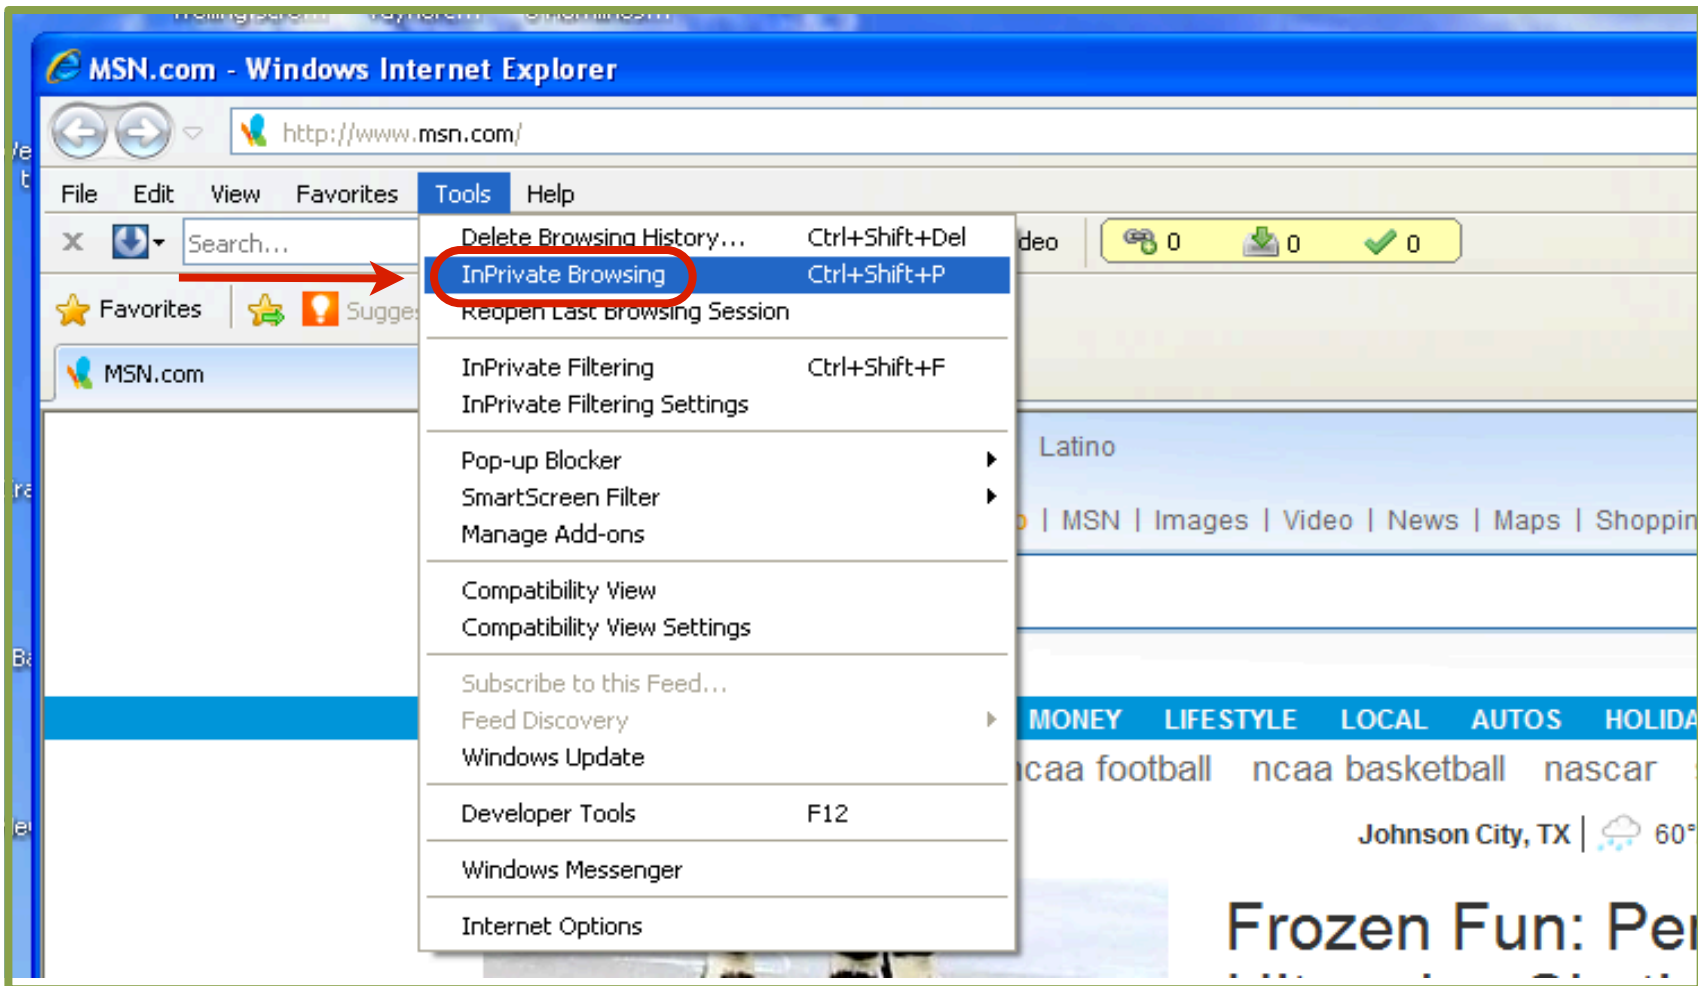 MSN.com - Windows Internet Explorer
http://www.msn.com/
File Edit View Favorites Tools Help
Search...
deo 0 0 0
Delete Browsing History... Ctrl+Shift+Del
InPrivate Browsing Ctrl+Shift+P
Reopen Last Browsing Session
Favorites Sugges
MSN.com
InPrivate Filtering Ctrl+Shift+F
InPrivate Filtering Settings
Pop-up Blocker
SmartScreen Filter
Manage Add-ons
Compatibility View
Compatibility View Settings
Subscribe to this Feed...
Feed Discovery
Windows Update
Developer Tools F12
Windows Messenger
Internet Options
Latino
| MSN | Images | Video | News | Maps | Shoppin
MONEY LIFESTYLE LOCAL AUTOS HOLIDA
ncaa football ncaa basketball nascar
Johnson City, TX | 60°
Frozen Fun: Per